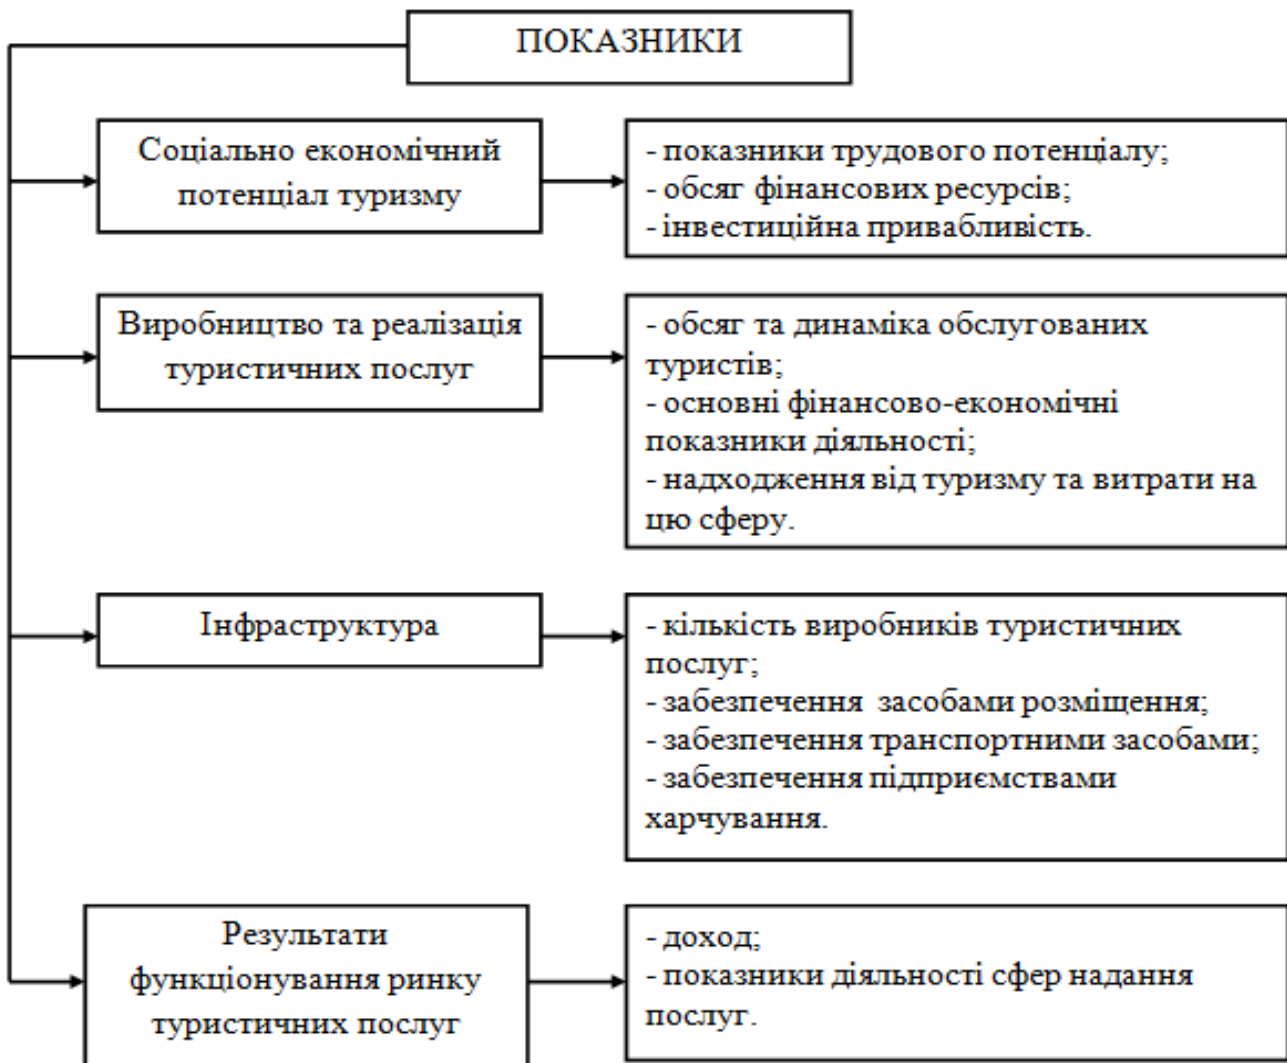 ПОКАЗНИКИ
Соціально економічний
потенціал туризму
- показники трудового потенціалу;
- обсяг фінансових ресурсів;
- інвестиційна привабливість.
Виробництво та реалізація
туристичних послуг
- обсяг та динаміка обслугованих
туристів;
- основні фінансово-економічні
показники діяльності;
- надходження від туризму та витрати на
цю сферу.
Інфраструктура
- кількість виробників туристичних
послуг;
- забезпечення засобами розміщення;
- забезпечення транспортними засобами;
- забезпечення підприємствами
харчування.
Результати
функціонування ринку
туристичних послуг
- доход;
- показники діяльності сфер надання
послуг.